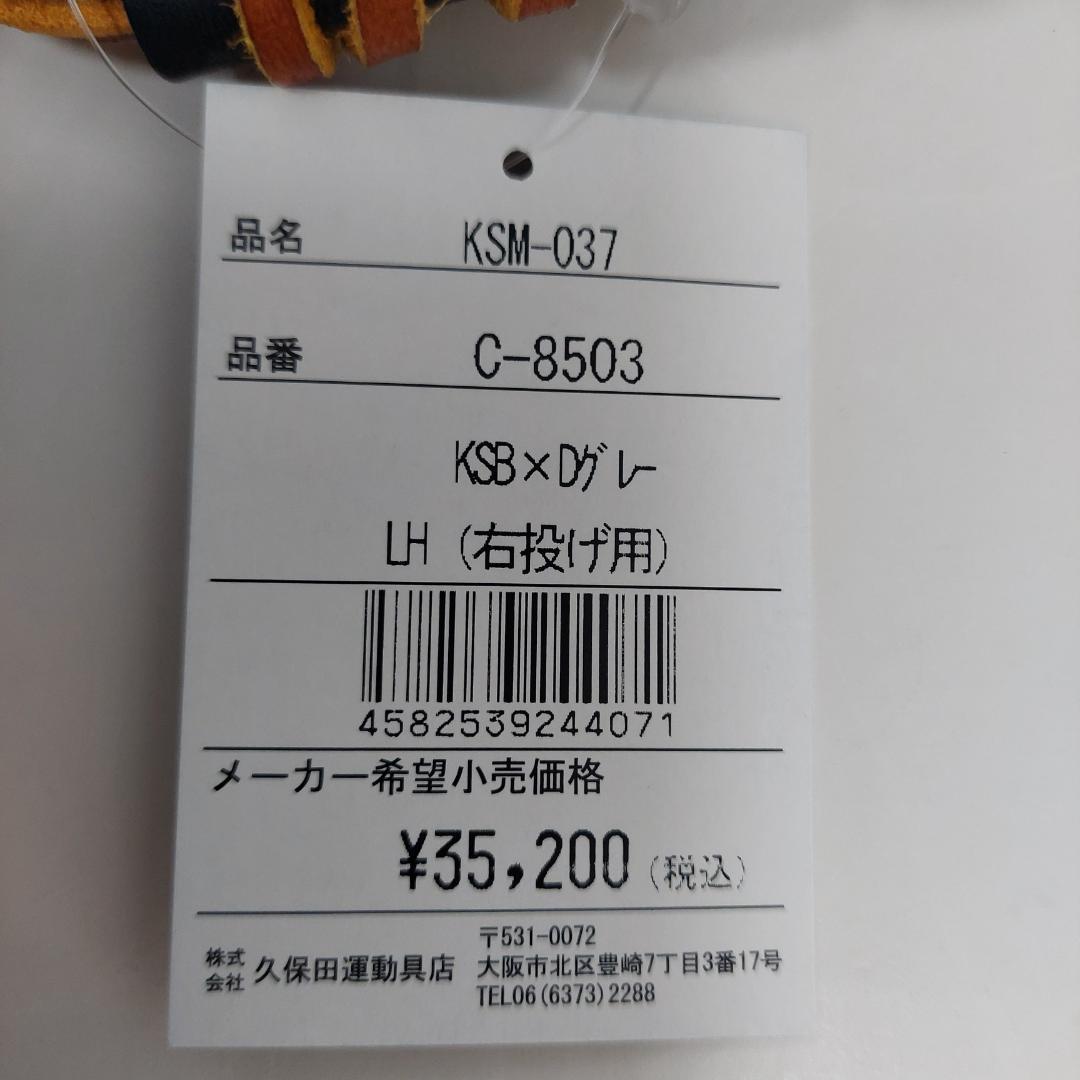 品名 KSM-037
品番 C-8503
KSB×Dグレー
LH (右投げ用)
4582539244071
メーカー希望小売価格
¥35,200 (税込)
株式会社 久保田運動具店
〒531-0072
大阪市北区豊崎7丁目3番17号
TEL06(6373)2288